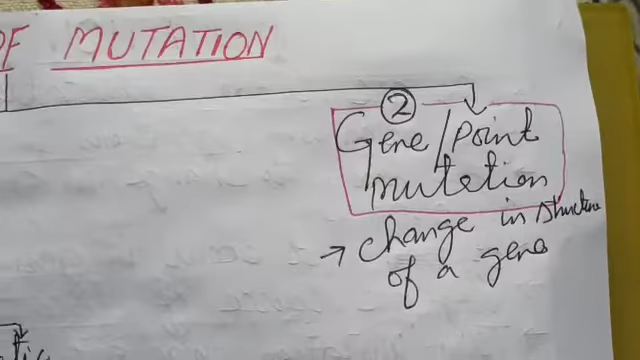 MUTATION
2
Gene/Point
mutation
→ change in structure
of a gene